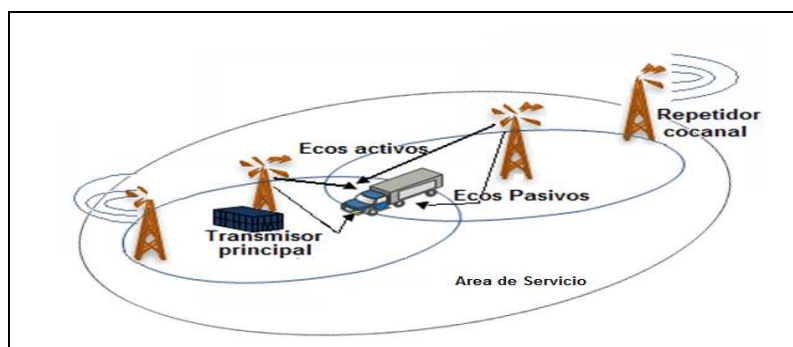 Repetidor
cocanal
Ecos activos
Ecos Pasivos
Transmisor
principal
Area de Servicio